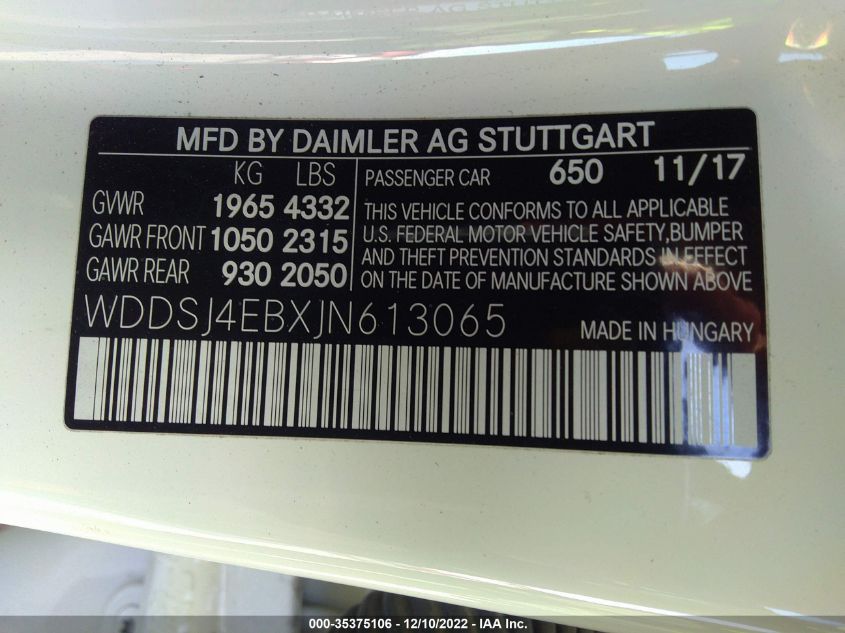 MFD BY DAIMLER AG STUTTGART
KG LBS
GVWR 1965 4332
GAWR FRONT 1050 2315
GAWR REAR 930 2050
PASSENGER CAR 650 11/17
THIS VEHICLE CONFORMS TO ALL APPLICABLE
U.S. FEDERAL MOTOR VEHICLE SAFETY,BUMPER
AND THEFT PREVENTION STANDARDS IN EFFECT
ON THE DATE OF MANUFACTURE SHOWN ABOVE
WDDSJ4EBXJN613065 MADE IN HUNGARY
000-35375106 - 12/10/2022 - IAA Inc.